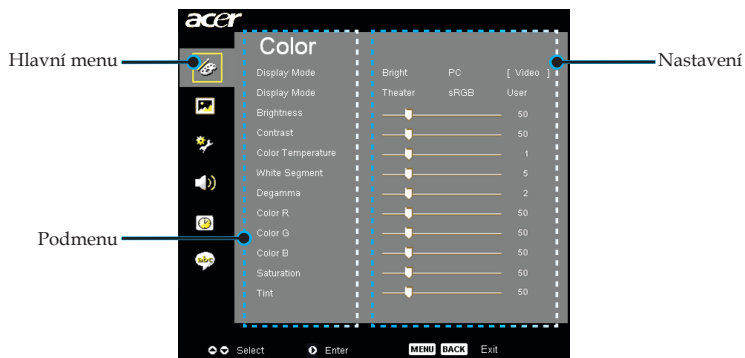 acer
Color
Hlavní menu
Display Mode Bright PC [ Video ]
Nastavení
Display Mode Theater sRGB User
Brightness 50
Contrast 50
Color Temperature 1
White Segment 5
Degamma 2
Color R 50
Color G 50
Podmenu
Color B 50
abc
Saturation 50
Tint 50
Select Enter MENU BACK Exit